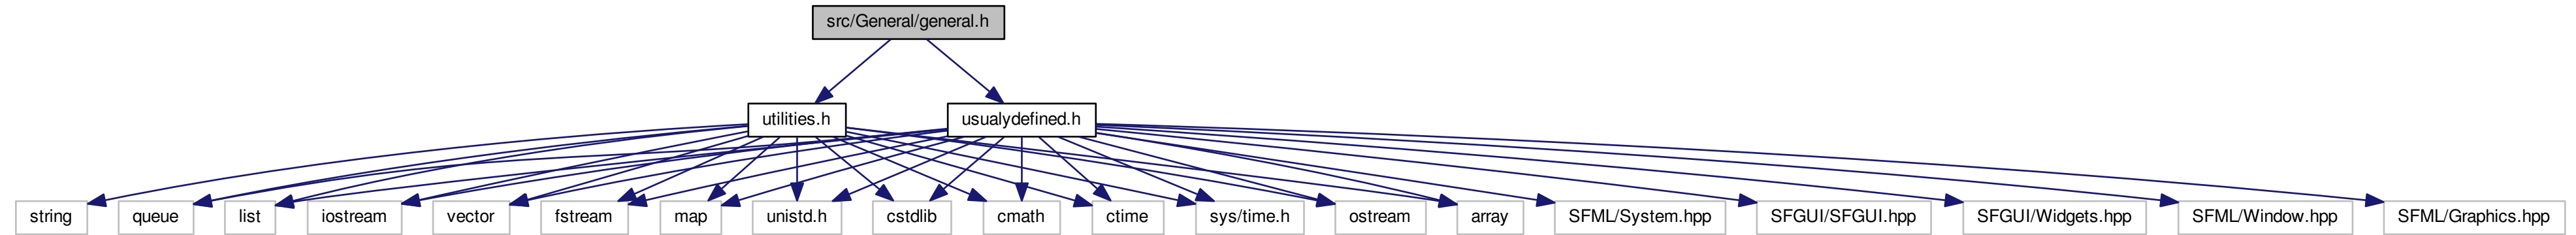 src/General/general.h
utilities.h
usualydefined.h
string
queue
list
iostream
vector
fstream
map
unistd.h
cstdlib
cmath
ctime
sys/time.h
ostream
array
SFML/System.hpp
SFGUI/SFGUI.hpp
SFGUI/Widgets.hpp
SFML/Window.hpp
SFML/Graphics.hpp